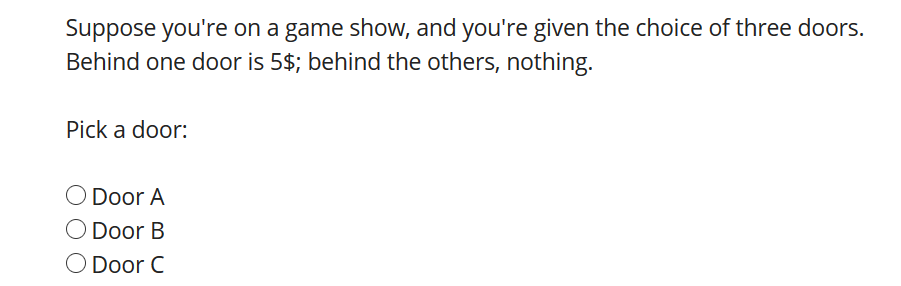 Suppose you're on a game show, and you're given the choice of three doors.
Behind one door is 5$; behind the others, nothing.
Pick a door:
Door A
Door B
Door C